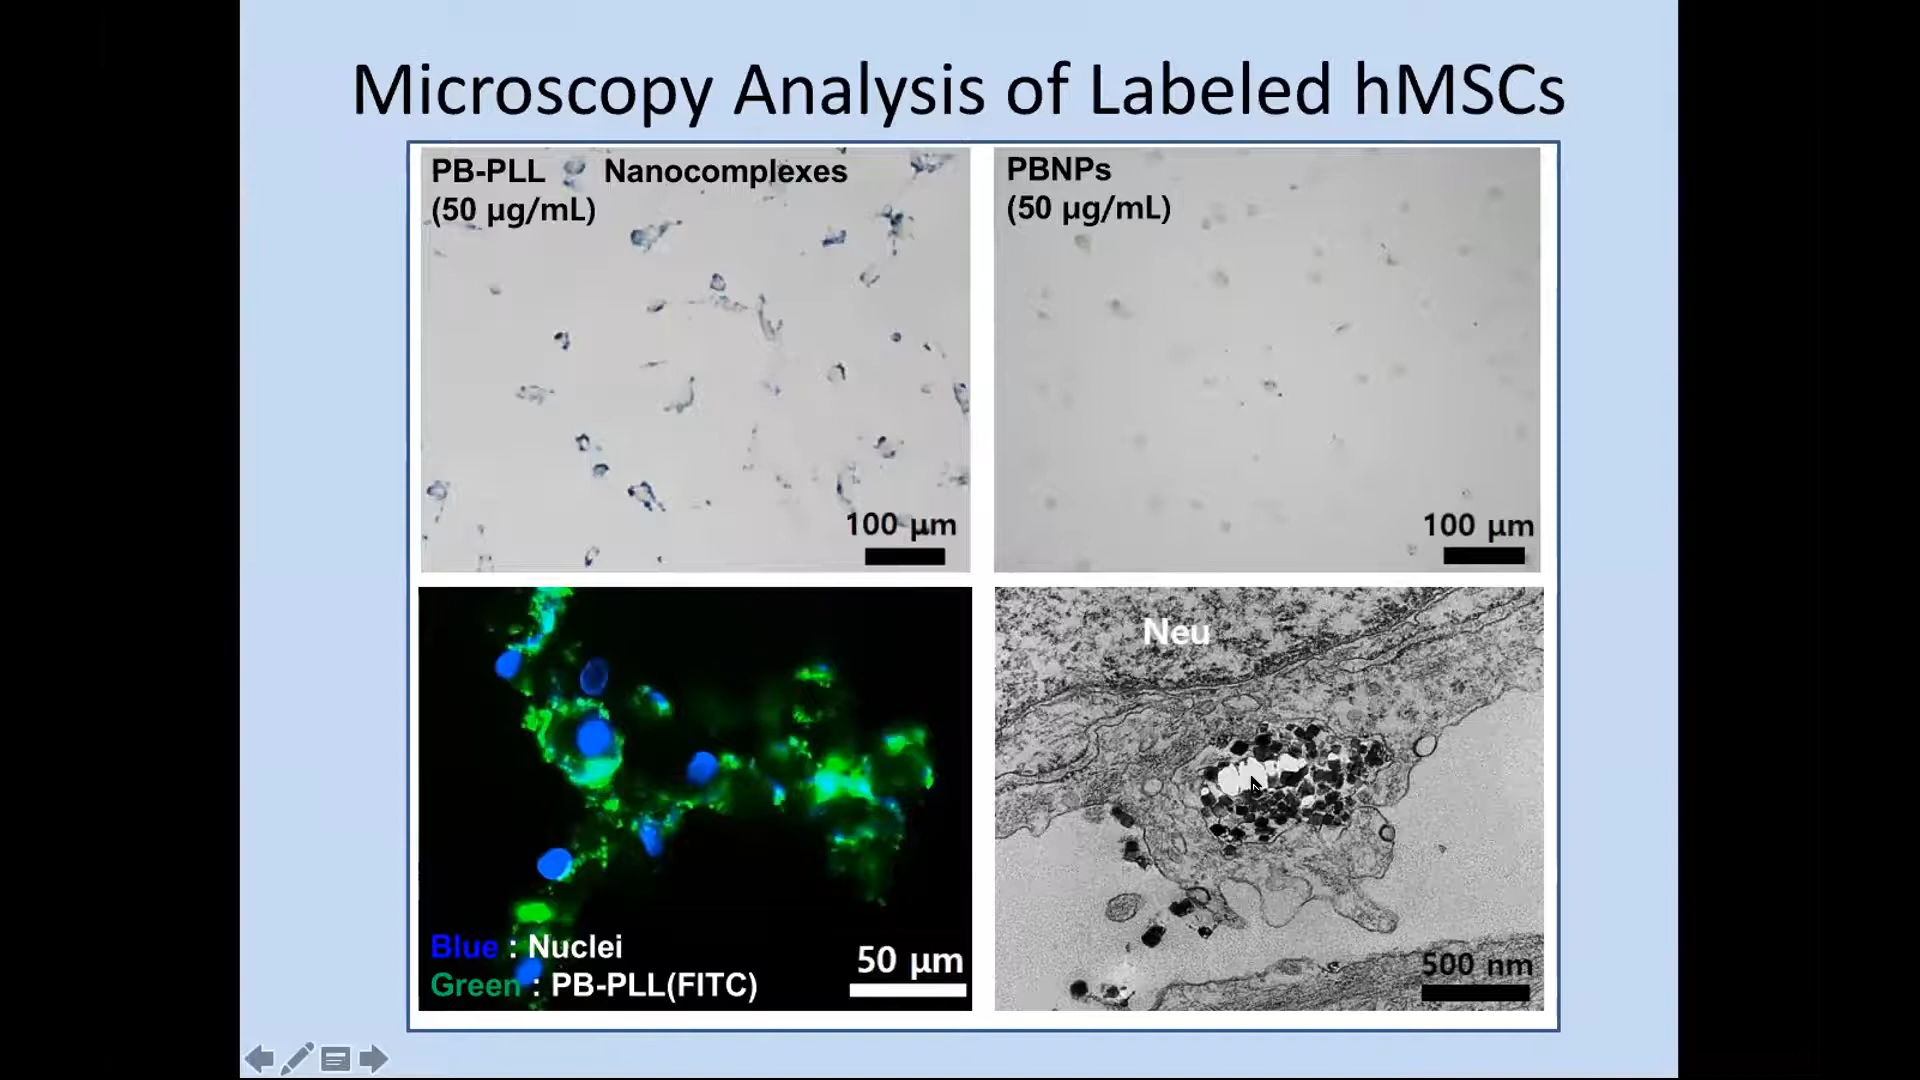 Microscopy Analysis of Labeled hMSCs
PB-PLL Nanocomplexes
(50 µg/mL)
100 µm
PBNPs
(50 µg/mL)
100 µm
Blue : Nuclei
Green : PB-PLL(FITC)
50 µm
Neu
500 nm